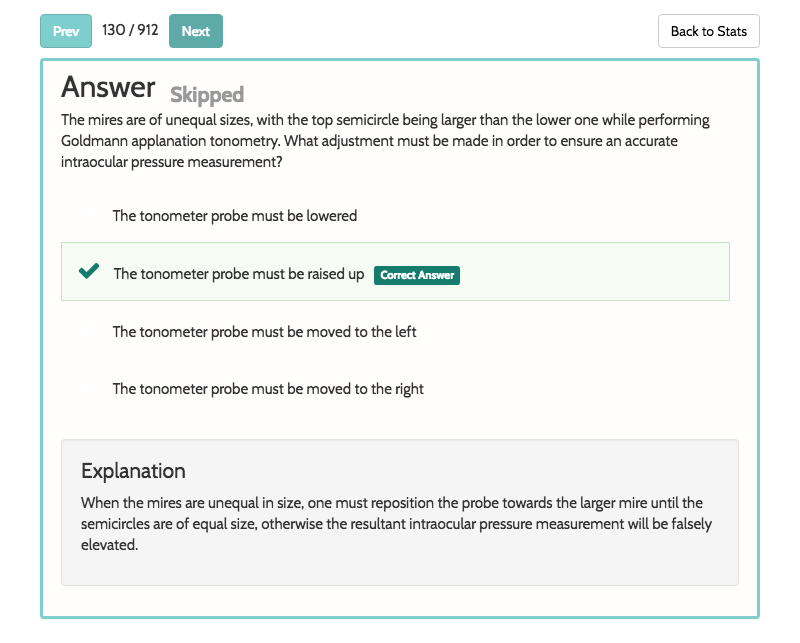 Prev 130 / 912 Next Back to Stats
Answer Skipped
The mires are of unequal sizes, with the top semicircle being larger than the lower one while performing
Goldmann applanation tonometry. What adjustment must be made in order to ensure an accurate
intraocular pressure measurement?
The tonometer probe must be lowered
The tonometer probe must be raised up Correct Answer
The tonometer probe must be moved to the left
The tonometer probe must be moved to the right
Explanation
When the mires are unequal in size, one must reposition the probe towards the larger mire until the
semicircles are of equal size, otherwise the resultant intraocular pressure measurement will be falsely
elevated.